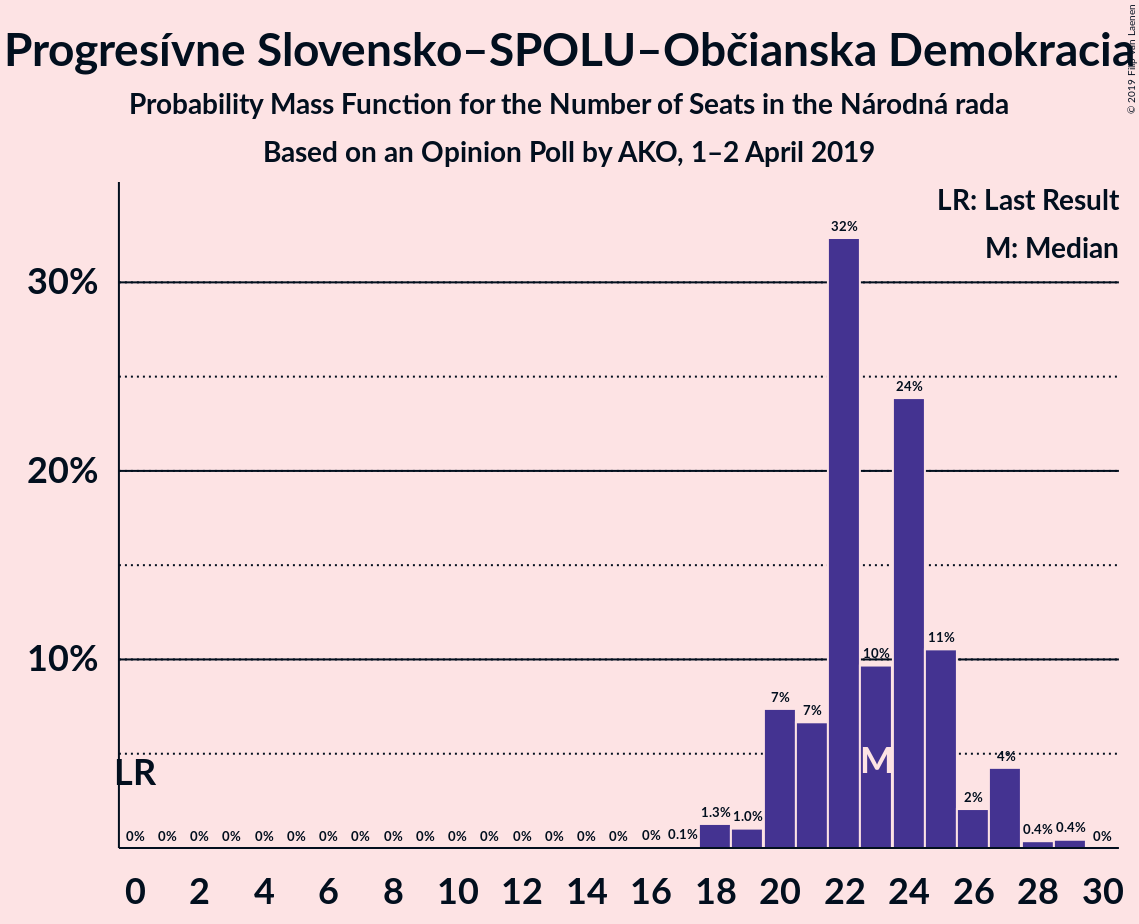 Progresívne Slovensko–SPOLU–Občianska Demokracia
Probability Mass Function for the Number of Seats in the Národná rada
Based on an Opinion Poll by AKO, 1–2 April 2019
© 2019 Filip van Laenen
LR: Last Result
M: Median
30%
20%
10%
32%
24%
11%
10%
7%
7%
M
4%
2%
LR
0% 0% 0% 0% 0% 0% 0% 0% 0% 0% 0% 0% 0% 0% 0% 0% 0% 0.1% 1.3% 1.0% 0.4% 0.4% 0%
0 2 4 6 8 10 12 14 16 18 20 22 24 26 28 30